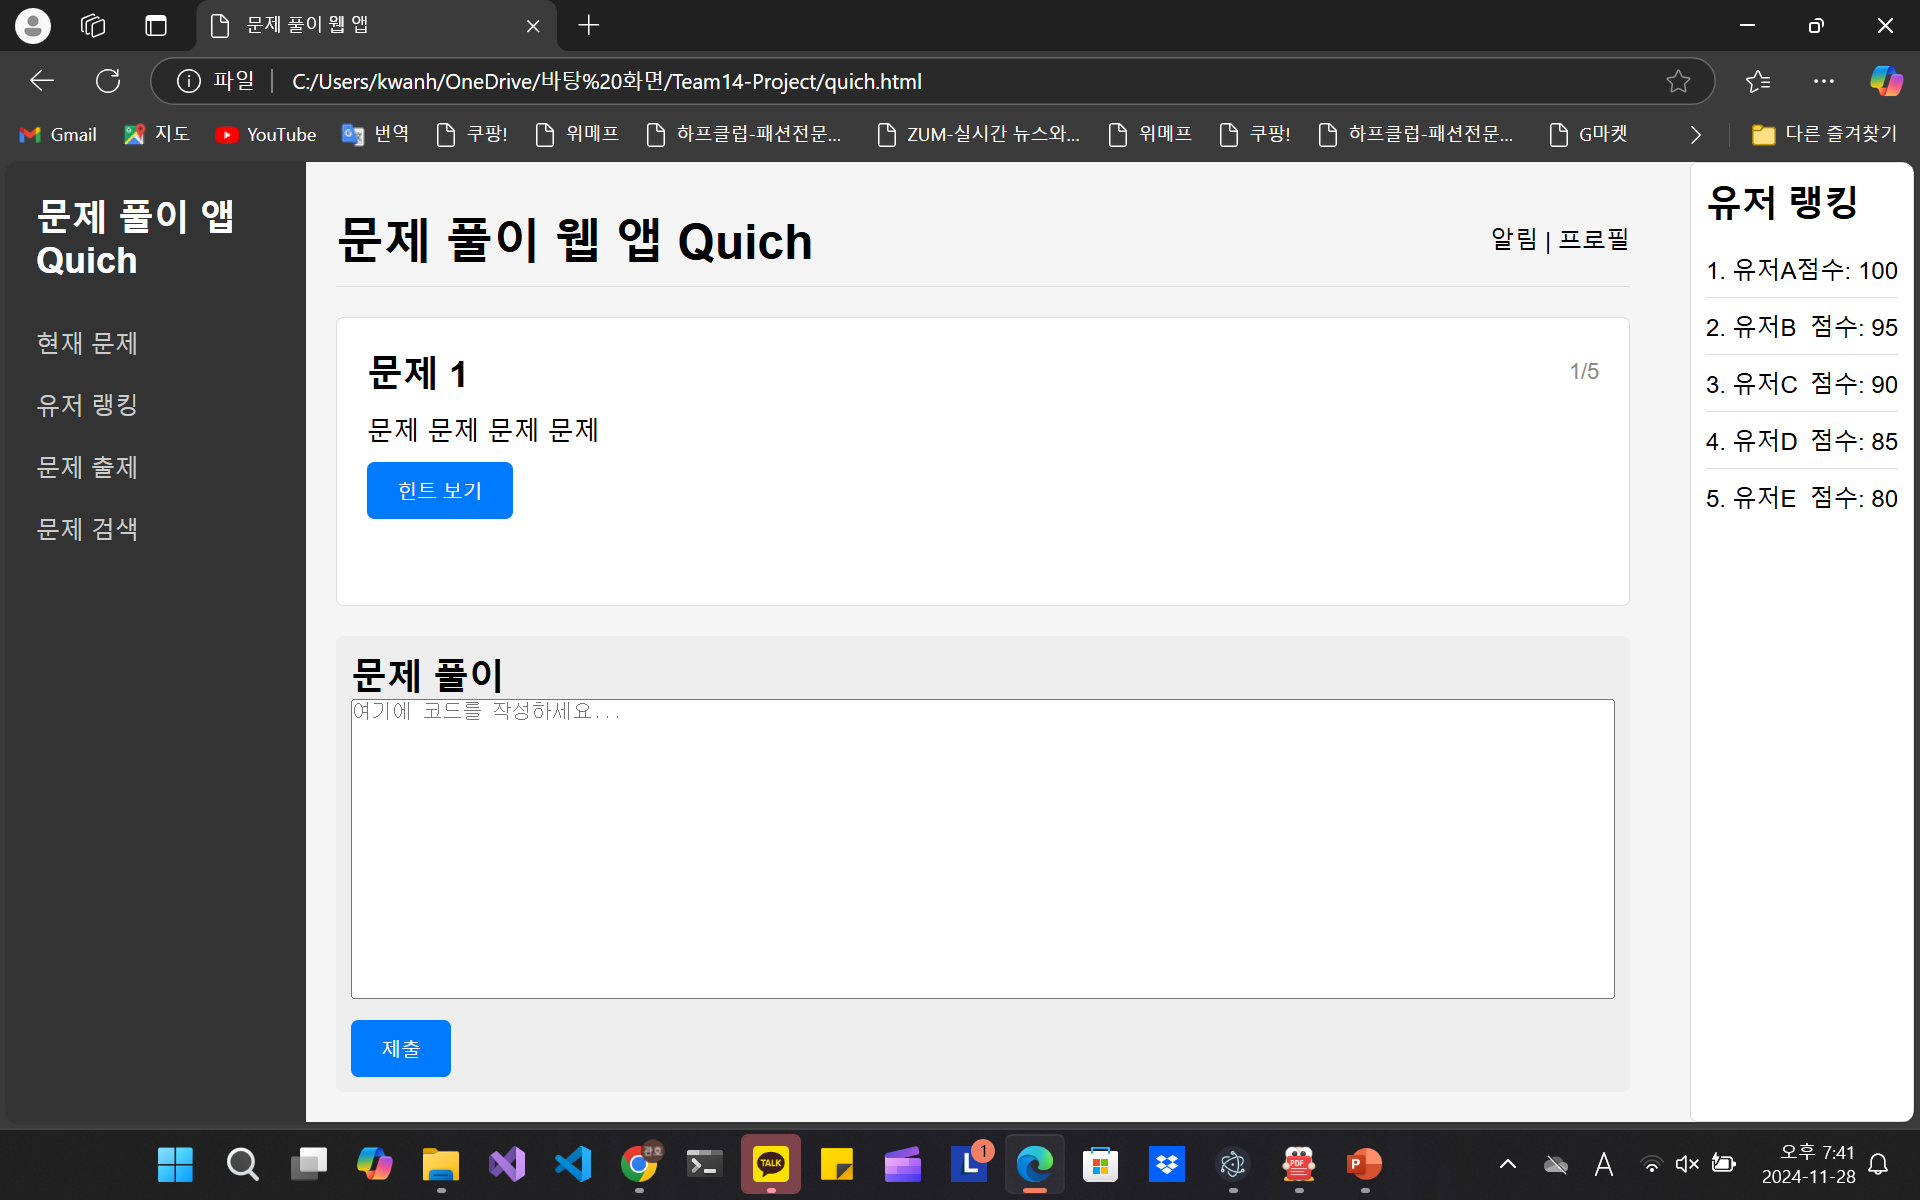 문제 풀이 웹 앱
파일 C:/Users/kwanh/OneDrive/바탕%20화면/Team14-Project/quich.html
Gmail 지도 YouTube 번역 쿠팡! 위메프 하프클럽-패션전문... ZUM-실시간 뉴스와... 위메프 쿠팡! 하프클럽-패션전문... G마켓 다른 즐겨찾기
문제 풀이 앱
Quich
현재 문제
유저 랭킹
문제 출제
문제 검색
문제 풀이 웹 앱 Quich
알림 | 프로필
문제 1
1/5
문제 문제 문제 문제
힌트 보기
문제 풀이
여기에 코드를 작성하세요...
제출
유저 랭킹
1. 유저A점수: 100
2. 유저B 점수: 95
3. 유저C 점수: 90
4. 유저D 점수: 85
5. 유저E 점수: 80
관호
TALK
L
1
PDF
P
A
오후 7:41
2024-11-28